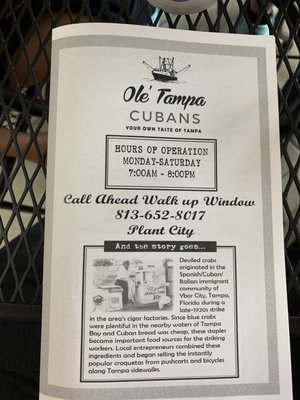 Ole' Tampa
CUBANS
YOUR OWN TASTE OF TAMPA
HOURS OF OPERATION
MONDAY-SATURDAY
7:00AM - 8:00PM
Call Ahead Walk up Window
813-652-8017
Plant City
And the story goes...
Deviled crabs
originated in the
Spanish/Cuban/
Italian immigrant
community of
Ybor City, Tampa,
Florida during a
late-1920s strike
in the area's cigar factories. Since blue crabs
were plentiful in the nearby waters of Tampa
Bay and Cuban bread was cheap, these staples
became important food sources for the striking
workers. Local entrepreneurs combined these
ingredients and began selling the instantly
popular croquetas from pushcarts and bicycles
along Tampa sidewalks.